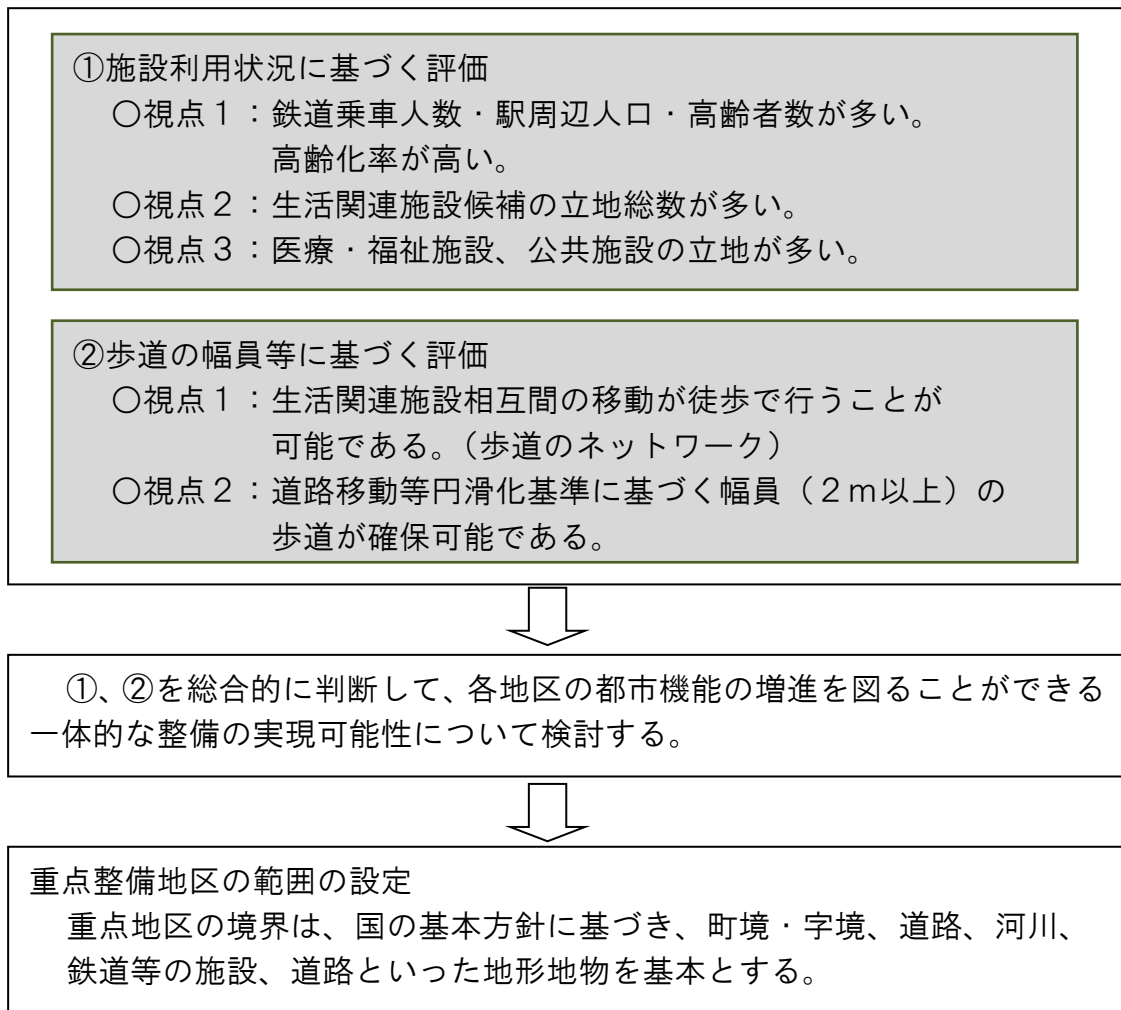 ①施設利用状況に基づく評価
○視点１：鉄道乗車人数・駅周辺人口・高齢者数が多い。
高齢化率が高い。
○視点２：生活関連施設候補の立地総数が多い。
○視点３：医療・福祉施設、公共施設の立地が多い。
②歩道の幅員等に基づく評価
○視点１：生活関連施設相互間の移動が徒歩で行うことが
可能である。（歩道のネットワーク）
○視点２：道路移動等円滑化基準に基づく幅員（２ｍ以上）の
歩道が確保可能である。
①、②を総合的に判断して、各地区の都市機能の増進を図ることができる
一体的な整備の実現可能性について検討する。
重点整備地区の範囲の設定
重点地区の境界は、国の基本方針に基づき、町境・字境、道路、河川、
鉄道等の施設、道路といった地形地物を基本とする。